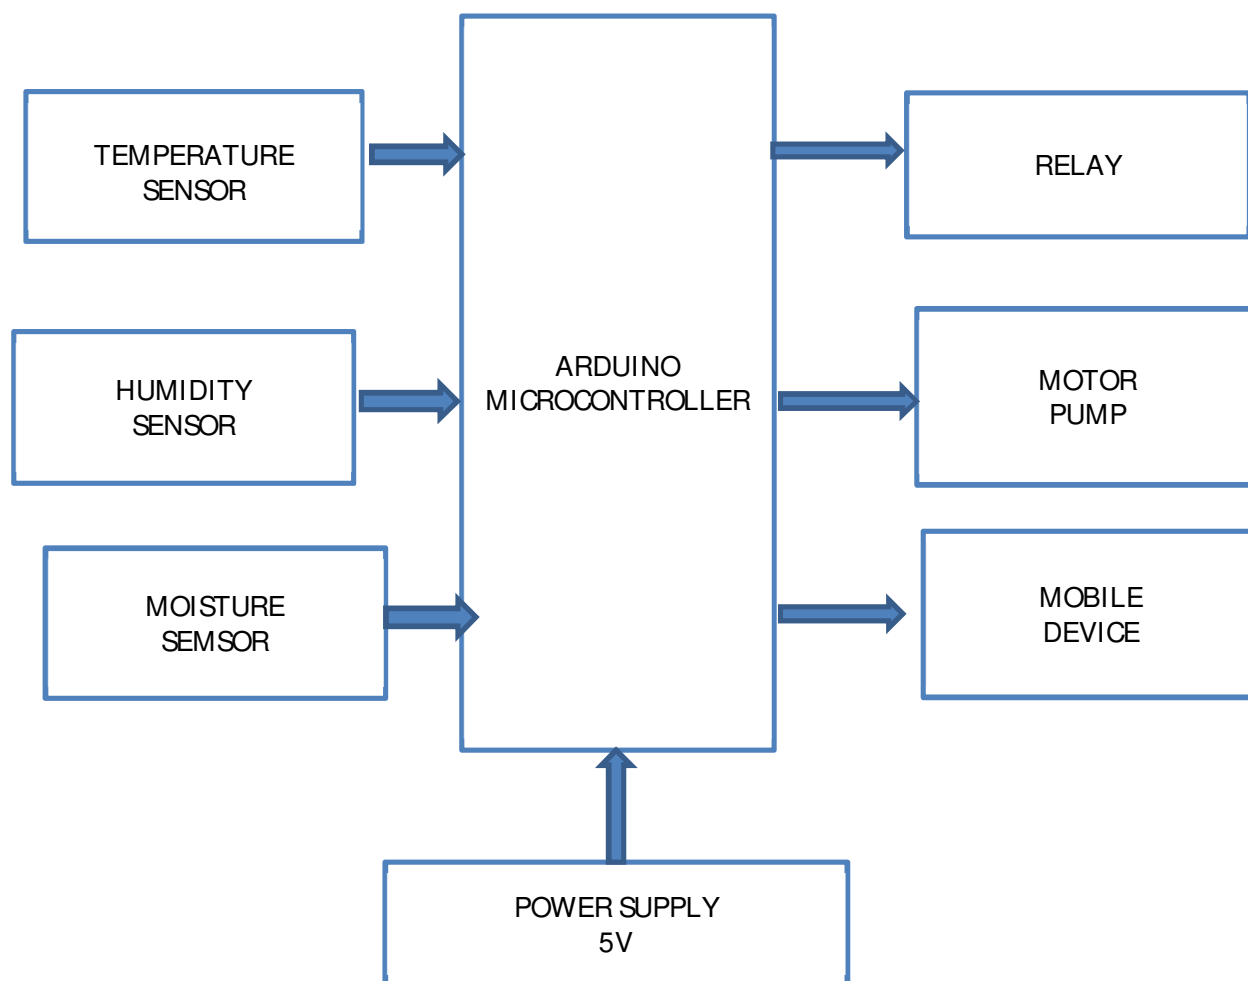 TEMPERATURE
SENSOR
HUMIDITY
SENSOR
MOISTURE
SEMSOR
ARDUINO
MICROCONTROLLER
RELAY
MOTOR
PUMP
MOBILE
DEVICE
POWER SUPPLY
5V